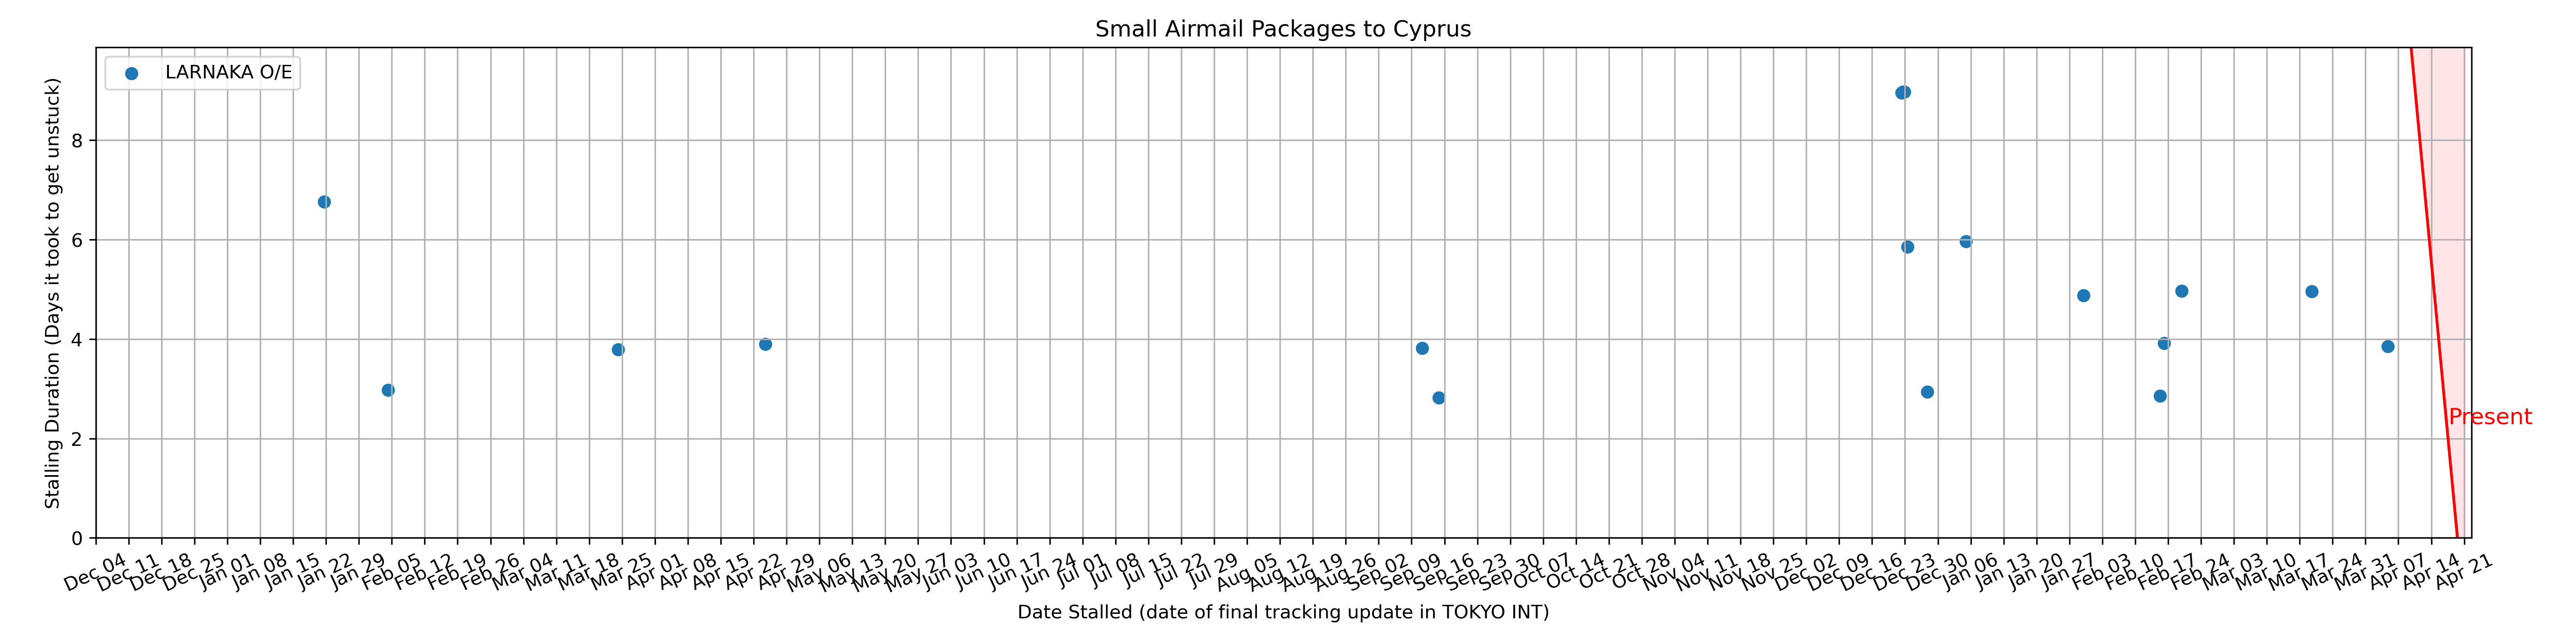 Small Airmail Packages to Cyprus
LARNAKA O/E
Stalling Duration (Days it took to get unstuck)
8
6
4
2
0
Present
Dec 04
Dec 11
Dec 18
Dec 25
Jan 01
Jan 08
Jan 15
Jan 22
Jan 29
Feb 05
Feb 12
Feb 19
Feb 26
Mar 04
Mar 11
Mar 18
Mar 25
Apr 01
Apr 08
Apr 15
Apr 22
Apr 29
May 06
May 13
May 20
May 27
Jun 03
Jun 10
Jun 17
Jun 24
Jul 01
Jul 08
Jul 15
Jul 22
Jul 29
Aug 05
Aug 12
Aug 19
Aug 26
Sep 02
Sep 09
Sep 16
Sep 23
Sep 30
Oct 07
Oct 14
Oct 21
Oct 28
Nov 04
Nov 11
Nov 18
Nov 25
Dec 02
Dec 09
Dec 16
Dec 23
Dec 30
Jan 06
Jan 13
Jan 20
Jan 27
Feb 03
Feb 10
Feb 17
Feb 24
Mar 03
Mar 10
Mar 17
Mar 24
Mar 31
Apr 07
Apr 14
Apr 21
Date Stalled (date of final tracking update in TOKYO INT)